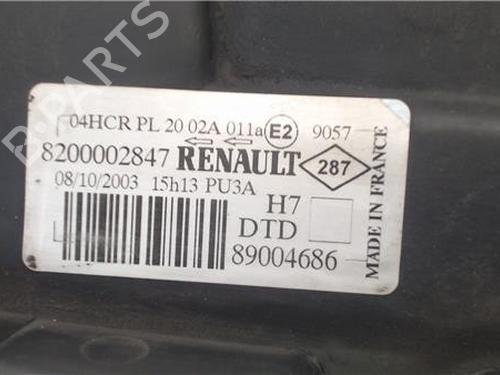 04HCR PL 20 02A 011a E2 9057
8200002847 RENAULT 287
08/10/2003 15h13 PU3A
H7
DTD
89004686
MADE IN FRANCE
B-PARTS